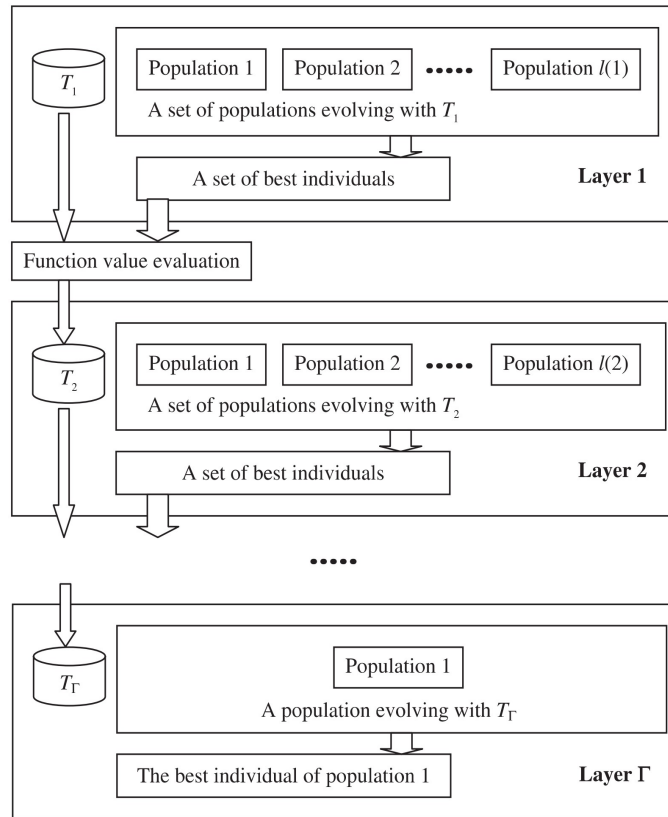 T1
Population 1 Population 2 ••••• Population l(1)
A set of populations evolving with T1
A set of best individuals
Layer 1
Function value evaluation
T2
Population 1 Population 2 ••••• Population l(2)
A set of populations evolving with T2
A set of best individuals
Layer 2
•••••
TΓ
Population 1
A population evolving with TΓ
The best individual of population 1
Layer Γ